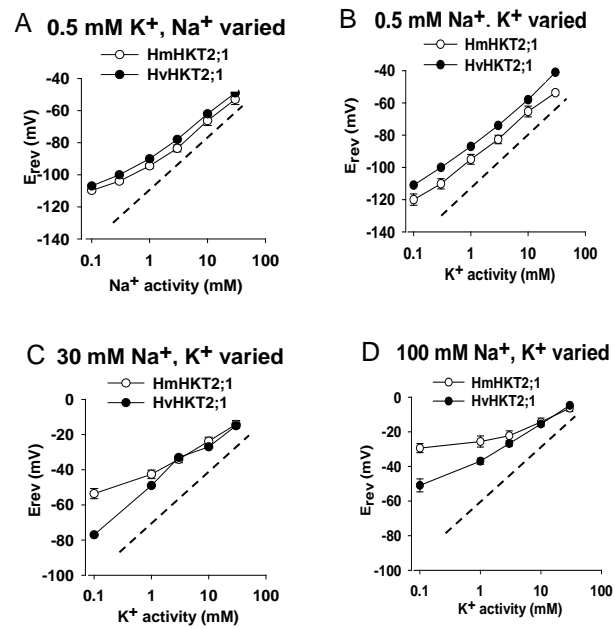 A 0.5 mM K+, Na+ varied
HmHKT2;1
HvHKT2;1
-40
-60
-80
-100
-120
-140
Erev (mV)
0.1 1 10 100
Na+ activity (mM)
B 0.5 mM Na+. K+ varied
HmHKT2;1
HvHKT2;1
-40
-60
-80
-100
-120
-140
Erev (mV)
0.1 1 10 100
K+ activity (mM)
C 30 mM Na+, K+ varied
HmHKT2;1
HvHKT2;1
0
-20
-40
-60
-80
-100
Erev (mV)
0.1 1 10 100
K+ activity (mM)
D 100 mM Na+, K+ varied
HmHKT2;1
HvHKT2;1
0
-20
-40
-60
-80
-100
Erev (mV)
0.1 1 10 100
K+ activity (mM)